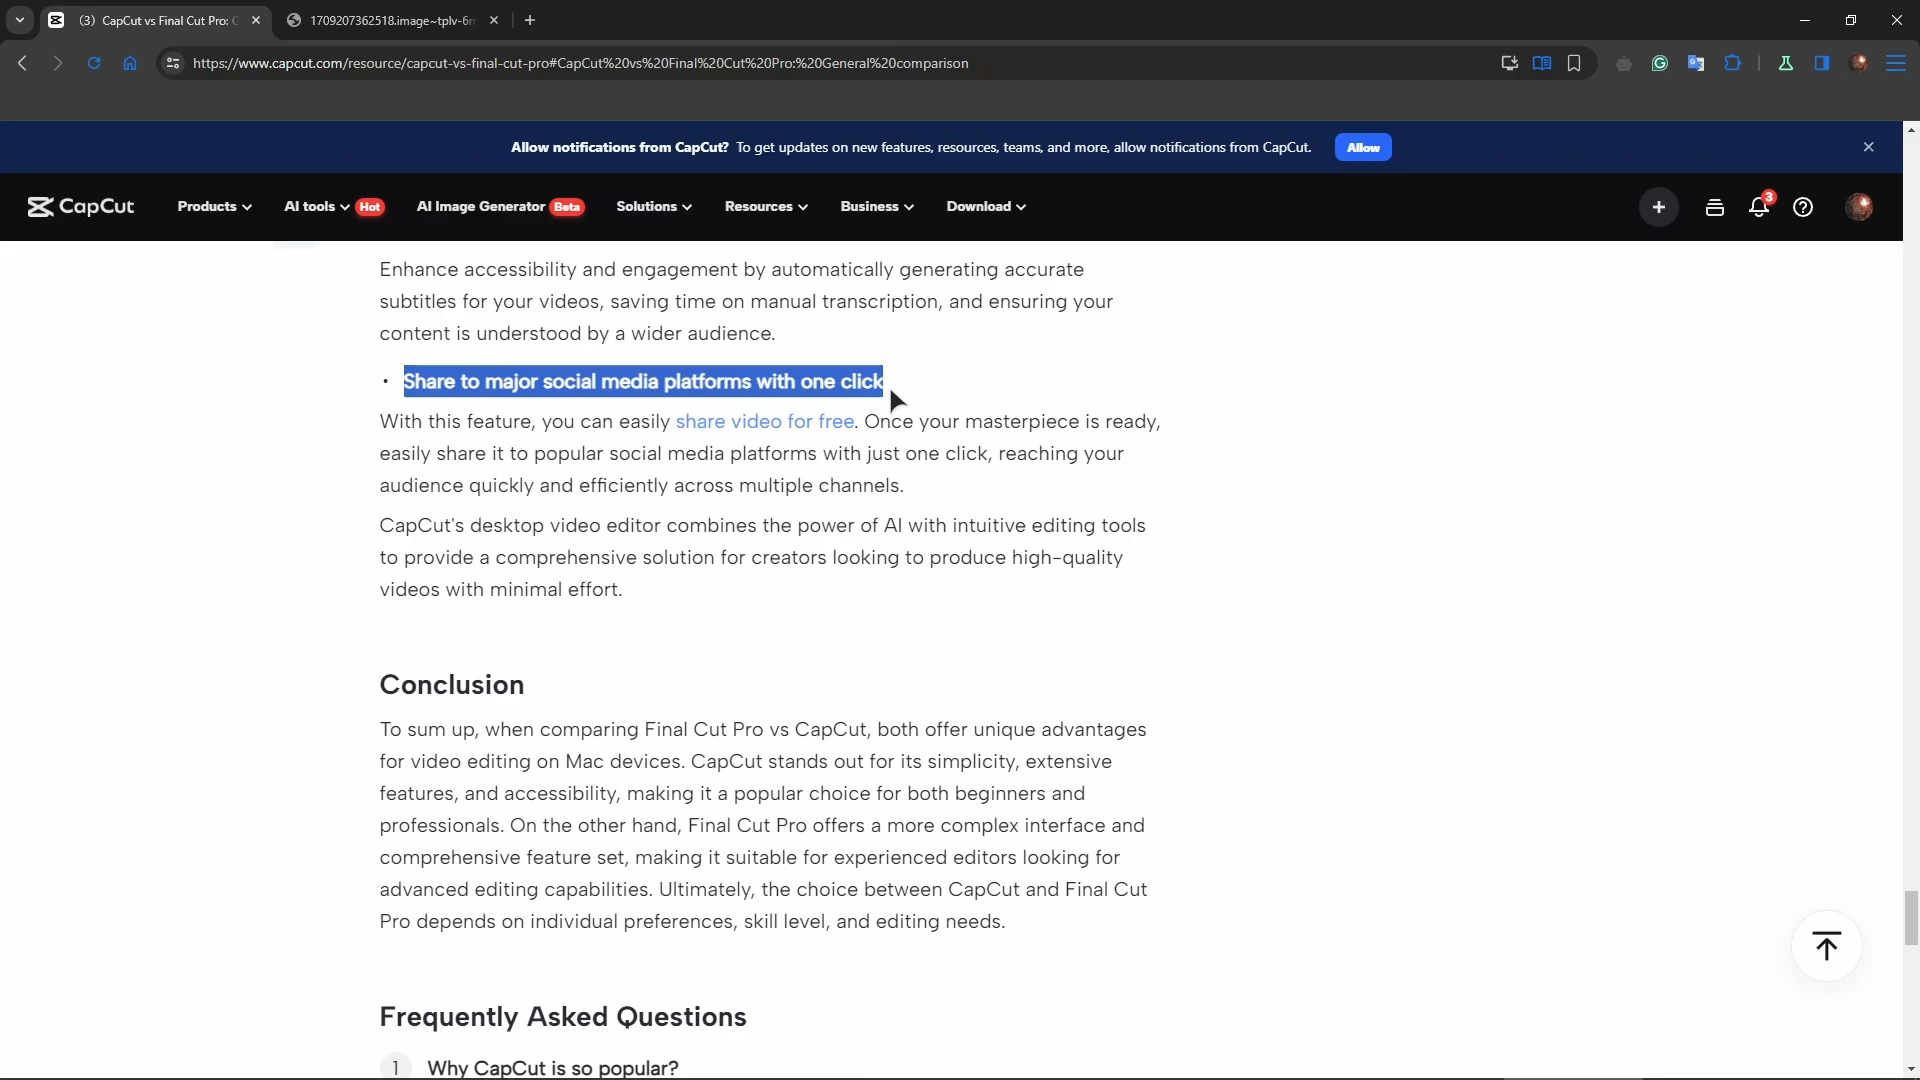 (3) CapCut vs Final Cut Pro: C
1709207362518.image~tplv-6n
https://www.capcut.com/resource/capcut-vs-final-cut-pro#CapCut%20vs%20Final%20Cut%20Pro:%20General%20comparison
Allow notifications from CapCut? To get updates on new features, resources, teams, and more, allow notifications from CapCut. Allow
CapCut Products AI tools Hot AI Image Generator Beta Solutions Resources Business Download 3
Enhance accessibility and engagement by automatically generating accurate
subtitles for your videos, saving time on manual transcription, and ensuring your
content is understood by a wider audience.
• Share to major social media platforms with one click
With this feature, you can easily share video for free. Once your masterpiece is ready,
easily share it to popular social media platforms with just one click, reaching your
audience quickly and efficiently across multiple channels.
CapCut's desktop video editor combines the power of AI with intuitive editing tools
to provide a comprehensive solution for creators looking to produce high-quality
videos with minimal effort.
Conclusion
To sum up, when comparing Final Cut Pro vs CapCut, both offer unique advantages
for video editing on Mac devices. CapCut stands out for its simplicity, extensive
features, and accessibility, making it a popular choice for both beginners and
professionals. On the other hand, Final Cut Pro offers a more complex interface and
comprehensive feature set, making it suitable for experienced editors looking for
advanced editing capabilities. Ultimately, the choice between CapCut and Final Cut
Pro depends on individual preferences, skill level, and editing needs.
Frequently Asked Questions
1 Why CapCut is so popular?